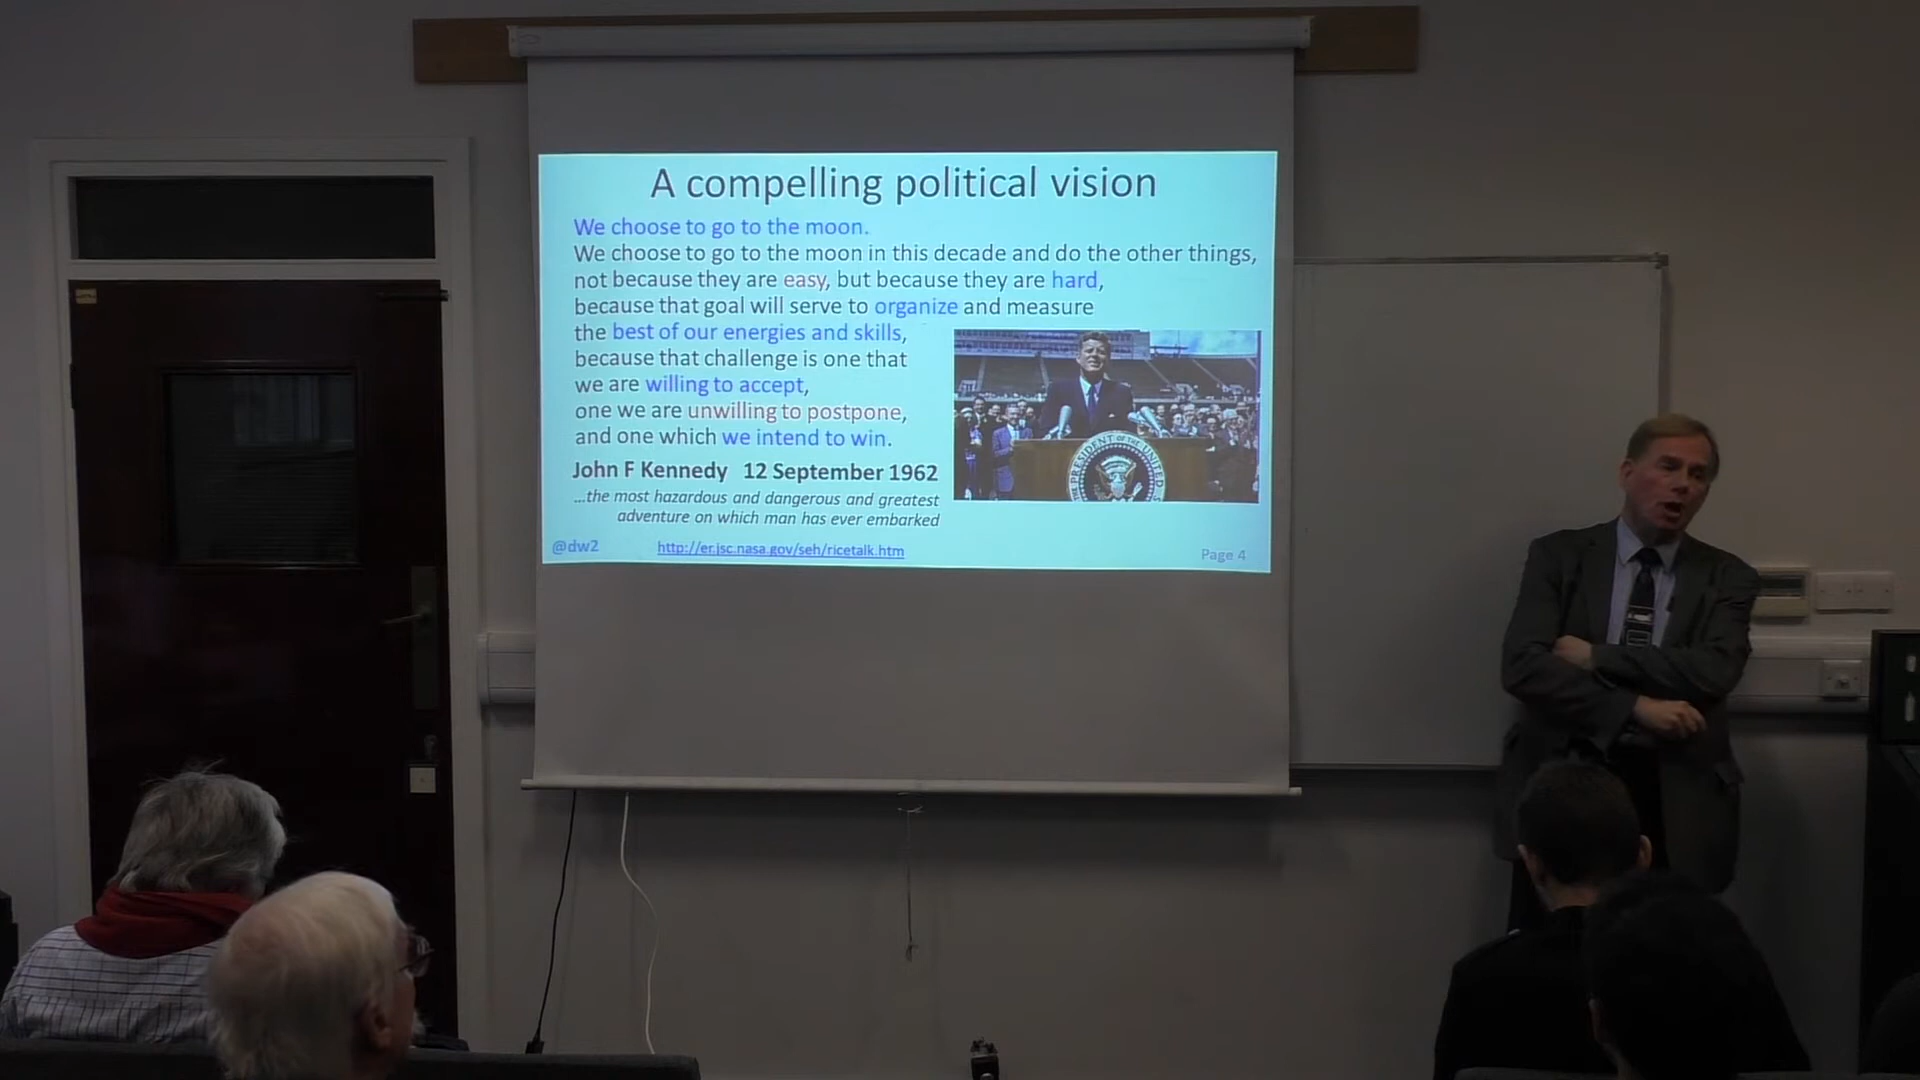 A compelling political vision
We choose to go to the moon.
We choose to go to the moon in this decade and do the other things,
not because they are easy, but because they are hard,
because that goal will serve to organize and measure
the best of our energies and skills,
because that challenge is one that
we are willing to accept,
one we are unwilling to postpone,
and one which we intend to win.
John F Kennedy 12 September 1962
...the most hazardous and dangerous and greatest
adventure on which man has ever embarked
PRESIDENT OF THE UNITED
@dw2 http://er.jsc.nasa.gov/seh/ricetalk.htm Page 4